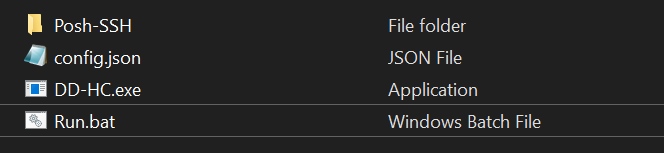 Posh-SSH File folder
config.json JSON File
DD-HC.exe Application
Run.bat Windows Batch File